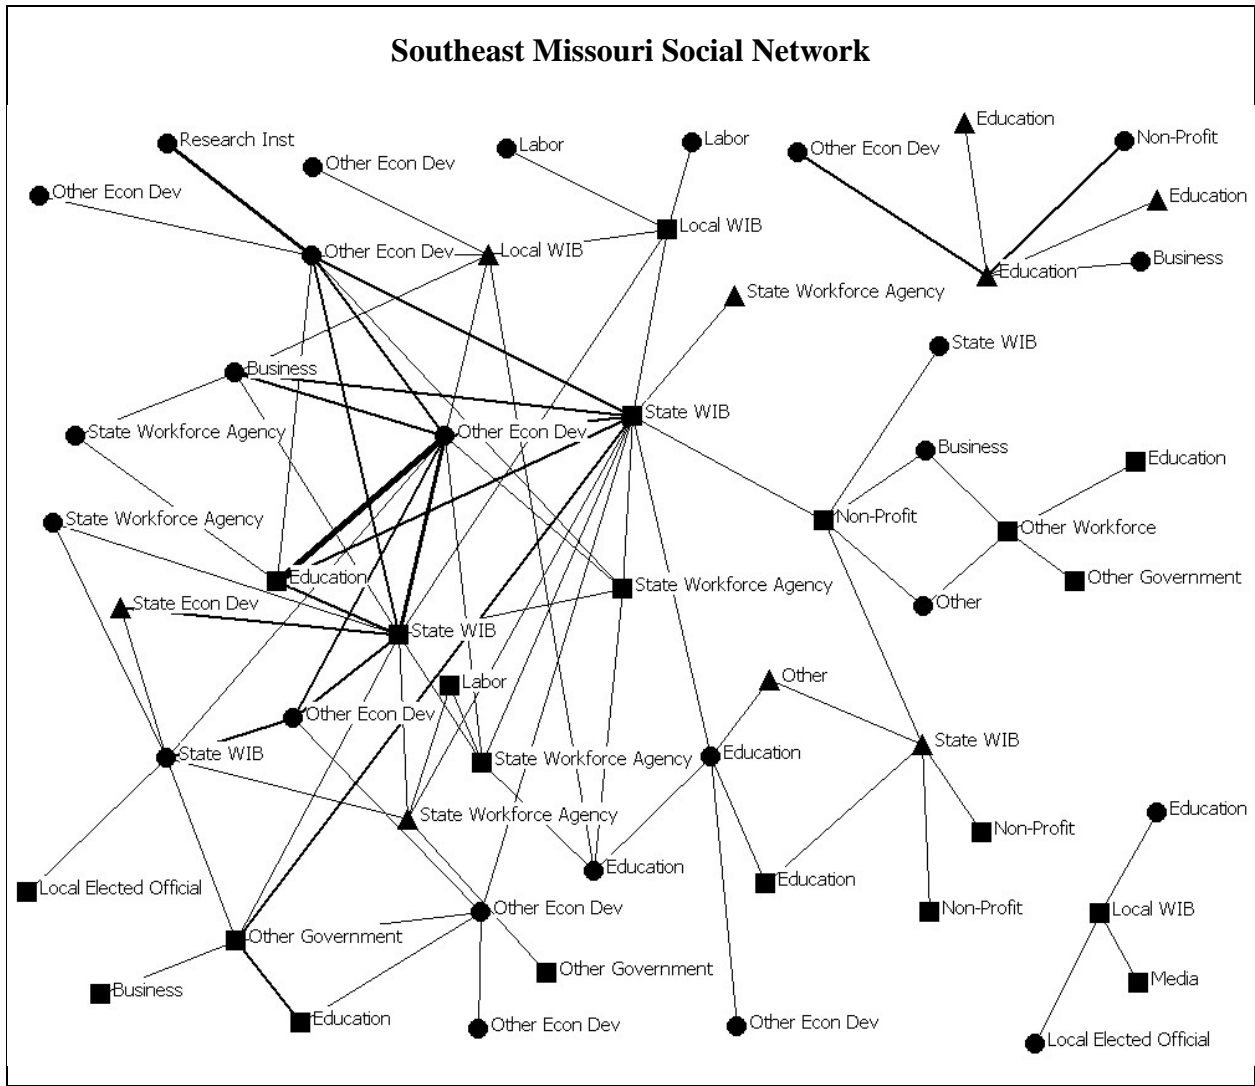 Southeast Missouri Social Network
Education
Labor
Labor
Non-Profit
Research Inst
Other Econ Dev
Other Econ Dev
Other Econ Dev
Education
Local WIB
Other Econ Dev
Local WIB
Business
Education
State Workforce Agency
State WIB
Business
State WIB
State Workforce Agency
Other Econ Dev
Business
Education
State Workforce Agency
Non-Profit
Other Workforce
Education
State Workforce Agency
Other Government
State Econ Dev
Other
State WIB
Other
Labor
Other Econ Dev
State WIB
State WIB
State Workforce Agency
Education
Education
State Workforce Agency
Non-Profit
Education
Education
Local Elected Official
Other Econ Dev
Non-Profit
Local WIB
Other Government
Other Government
Media
Business
Education
Other Econ Dev
Other Econ Dev
Local Elected Official